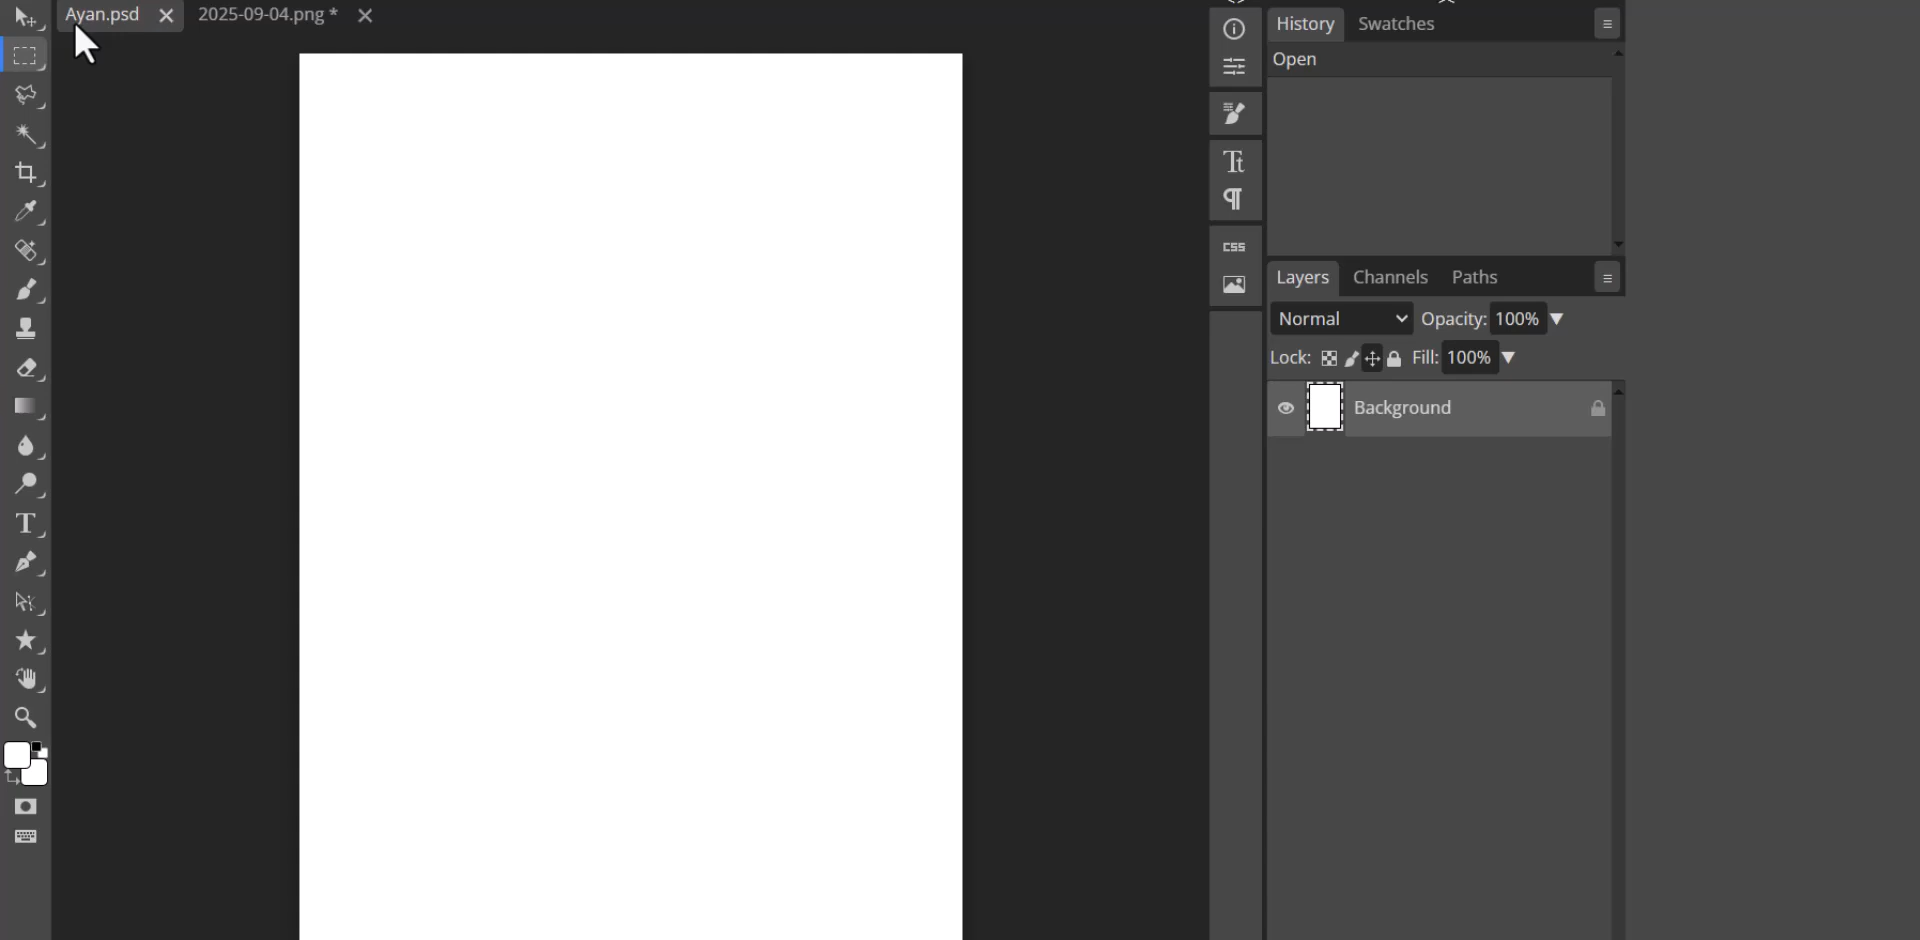 Ayan.psd
2025-09-04.png *
History Swatches
Open
Tt
¶
CSS
Layers Channels Paths
Normal Opacity: 100%
Lock: Fill: 100%
Background
T